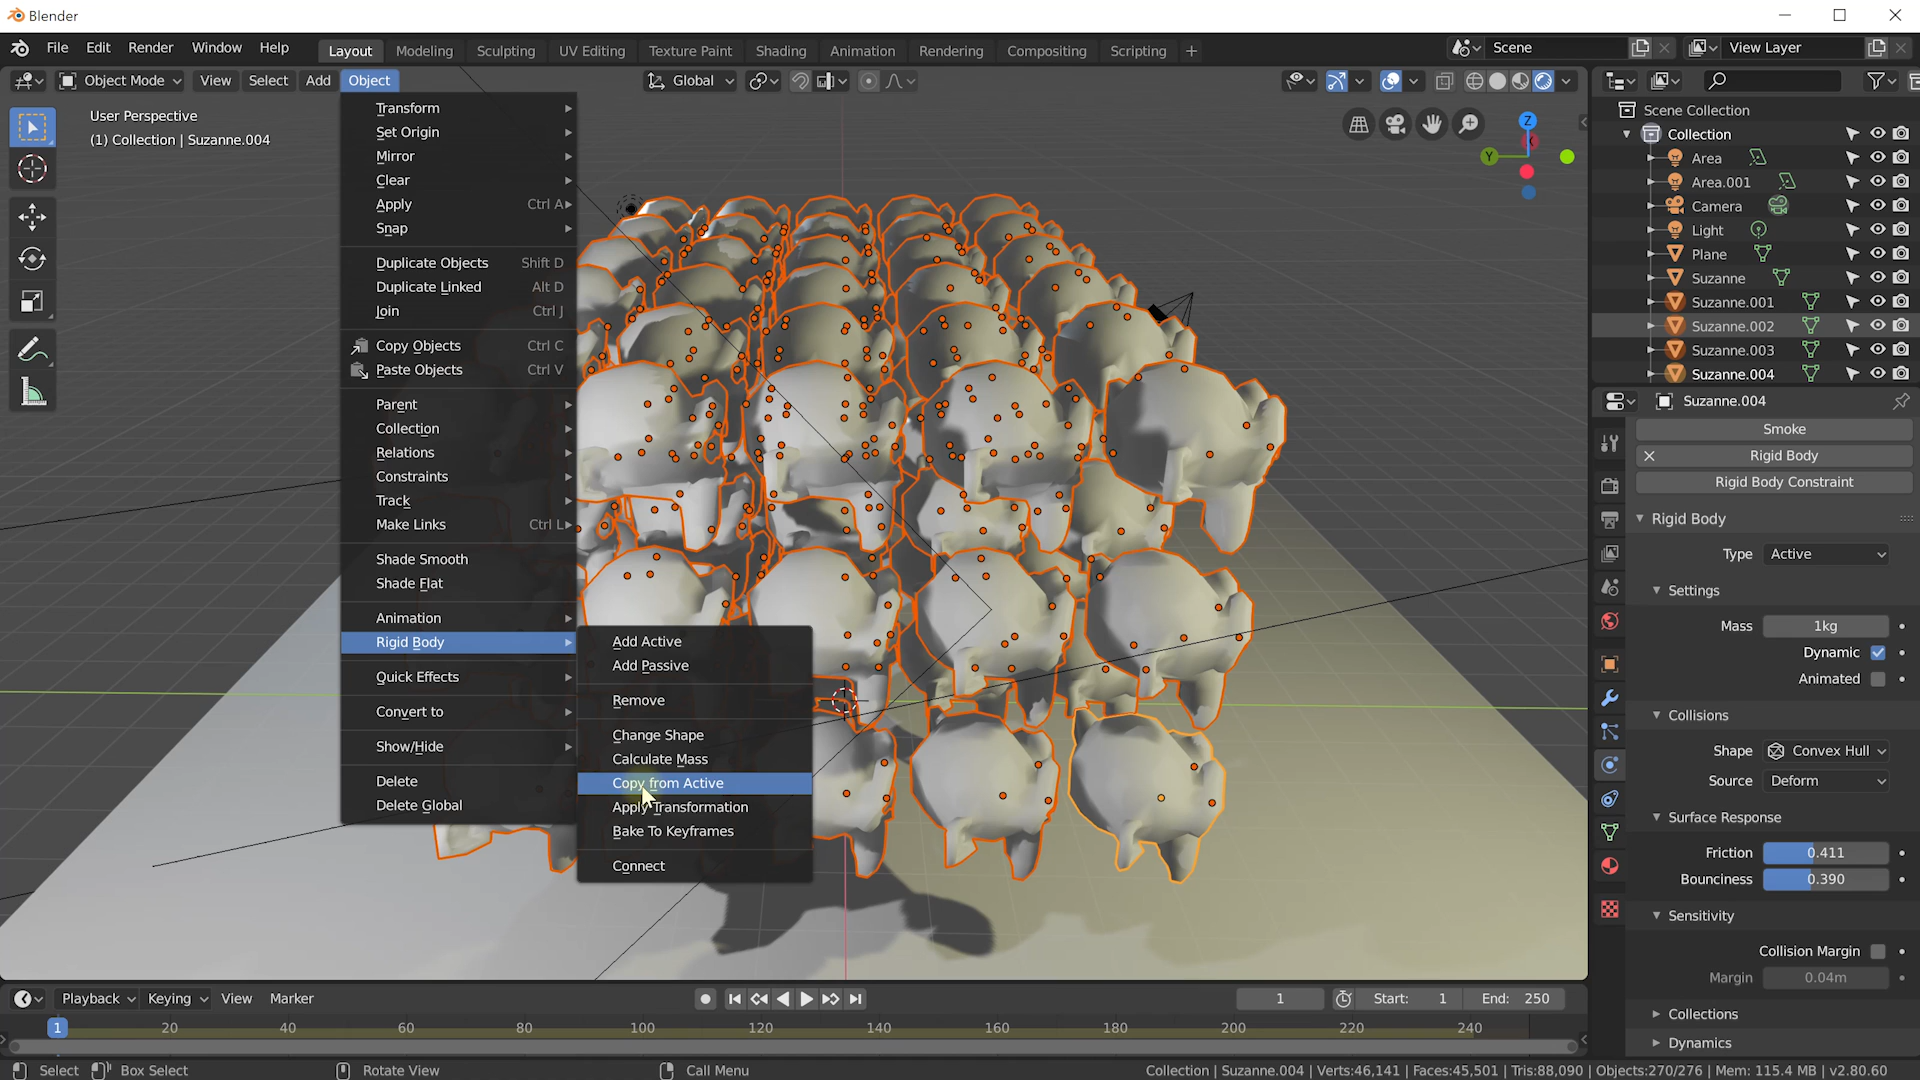 Blender
File Edit Render Window Help
Layout Modeling Sculpting UV Editing Texture Paint Shading Animation Rendering Compositing Scripting +
Scene View Layer
Object Mode View Select Add Object Global
User Perspective
(1) Collection | Suzanne.004
Transform
Set Origin
Mirror
Clear
Apply Ctrl A
Snap
Duplicate Objects Shift D
Duplicate Linked Alt D
Join Ctrl J
Copy Objects Ctrl C
Paste Objects Ctrl V
Parent
Collection
Relations
Constraints
Track
Make Links Ctrl L
Shade Smooth
Shade Flat
Animation
Rigid Body
Quick Effects
Convert to
Show/Hide
Delete
Delete Global
Add Active
Add Passive
Remove
Change Shape
Calculate Mass
Copy from Active
Apply Transformation
Bake To Keyframes
Connect
Z
X
Y
Scene Collection
Collection
Area
Area.001
Camera
Light
Plane
Suzanne
Suzanne.001
Suzanne.002
Suzanne.003
Suzanne.004
Suzanne.004
Smoke
Rigid Body
Rigid Body Constraint
Rigid Body
Type Active
Settings
Mass 1kg
Dynamic
Animated
Collisions
Shape Convex Hull
Source Deform
Surface Response
Friction 0.411
Bounciness 0.390
Sensitivity
Collision Margin
Margin 0.04m
Collections
Dynamics
Playback Keying View Marker 1 Start: 1 End: 250
1 20 40 60 80 100 120 140 160 180 200 220 240
Select Box Select Rotate View Call Menu Collection | Suzanne.004 | Verts:46,141 | Faces:45,501 | Tris:88,090 | Objects:270/276 | Mem: 115.4 MB | v2.80.60